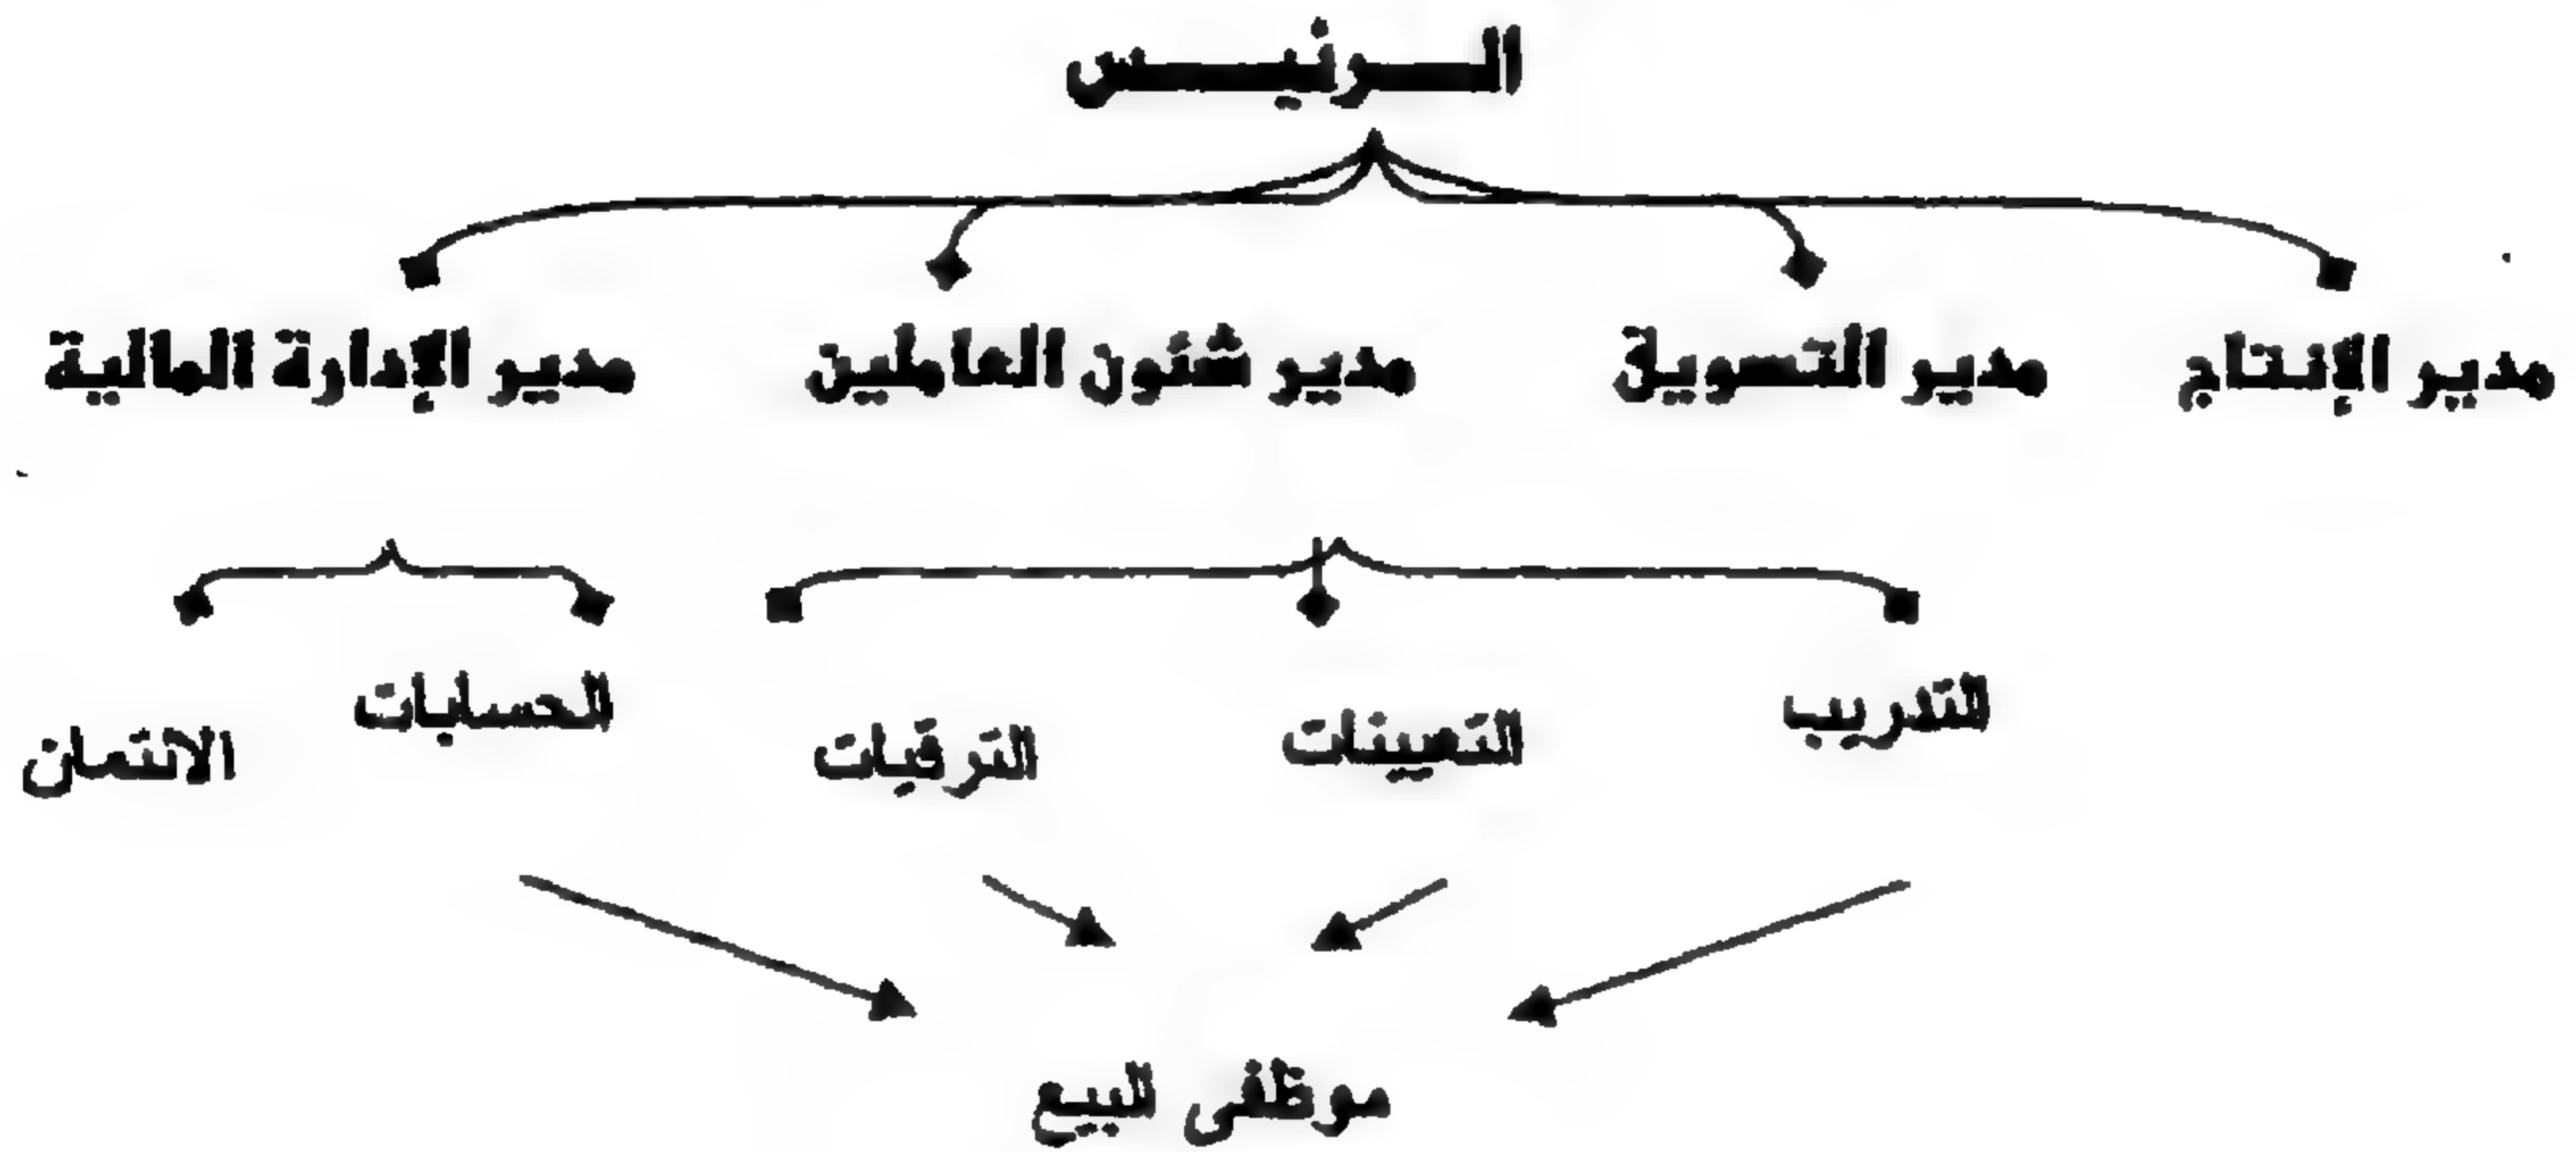 الرئيس
مدير الإنتاج مدير التسويق مدير شئون العاملين مدير الإدارة المالية
التدريب التعيينات الترقيات الحسابات الائتمان
موظفى البيع